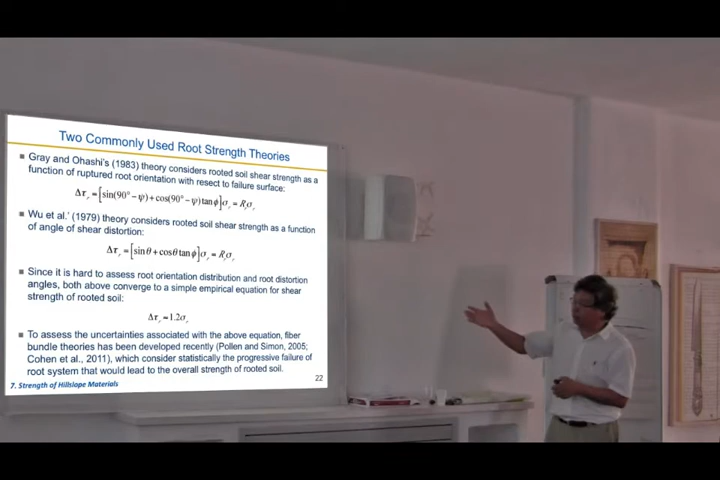 Two Commonly Used Root Strength Theories
Gray and Ohashi's (1983) theory considers rooted soil shear strength as a
function of ruptured root orientation with resect to failure surface:
Δτr = [sin(90° − ψ) + cos(90° − ψ) tan ϕ] σr = Rr σr
Wu et al.' (1979) theory considers rooted soil shear strength as a function
of angle of shear distortion:
Δτr = [sin θ + cos θ tan ϕ] σr = Rr σr
Since it is hard to assess root orientation distribution and root distortion
angles, both above converge to a simple empirical equation for shear
strength of rooted soil:
Δτr = 1.2σr
To assess the uncertainties associated with the above equation, fiber
bundle theories has been developed recently (Pollen and Simon, 2005;
Cohen et al., 2011), which consider statistically the progressive failure of
root system that would lead to the overall strength of rooted soil.
7. Strength of Hillslope Materials
22